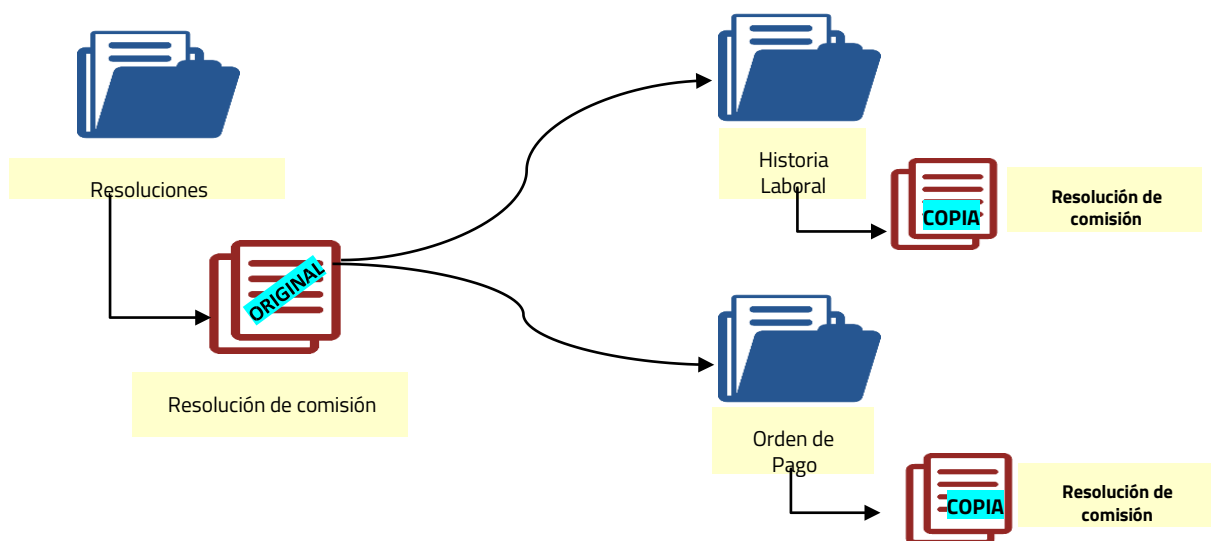 Resoluciones
ORIGINAL
Resolución de comisión
Historia
Laboral
COPIA
Resolución de
comisión
Orden de
Pago
COPIA
Resolución de
comisión